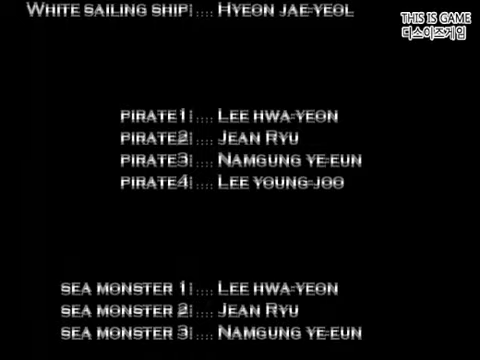 White sailing ship.... Hyeon jae-yeol
THIS IS GAME
디스이즈게임
pirate1.... Lee hwa-yeon
pirate2.... Jean Ryu
pirate3.... Namgung ye-eun
pirate4.... Lee young-joo
sea monster 1.... Lee hwa-yeon
sea monster 2.... Jean Ryu
sea monster 3.... Namgung ye-eun